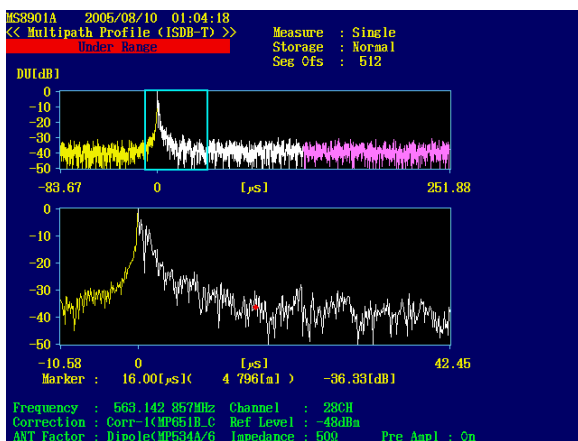 MS8901A 2005/08/10 01:04:18
<< Multipath Profile (ISDB-T) >> Measure : Single
Under Range Storage : Normal
Seg Ofs : 512
DU[dB]
0
-10
-20
-30
-40
-50
-83.67 0 [μs] 251.88
0
-10
-20
-30
-40
-50
-10.58 0 [μs] 42.45
Marker : 16.00[μs]( 4 796[m] ) -36.33[dB]
Frequency : 563.142 857MHz Channel : 28CH
Correction : Corr-1(MP651B_C Ref Level : -48dBm
ANT Factor : Dipole(MP534A/6 Impedance : 50Ω Pre Ampl : On